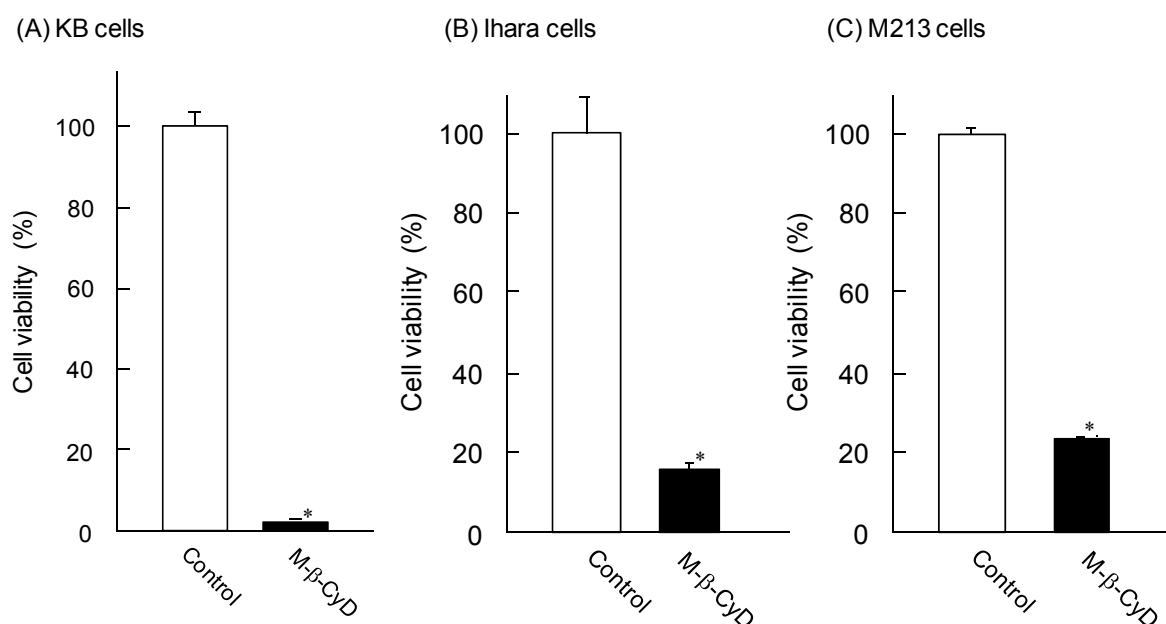 (A) KB cells
(B) Ihara cells
(C) M213 cells
Cell viability (%)
100
80
60
40
20
0
*
Control
M-β-CyD
Cell viability (%)
100
80
60
40
20
0
*
Control
M-β-CyD
Cell viability (%)
100
80
60
40
20
0
*
Control
M-β-CyD